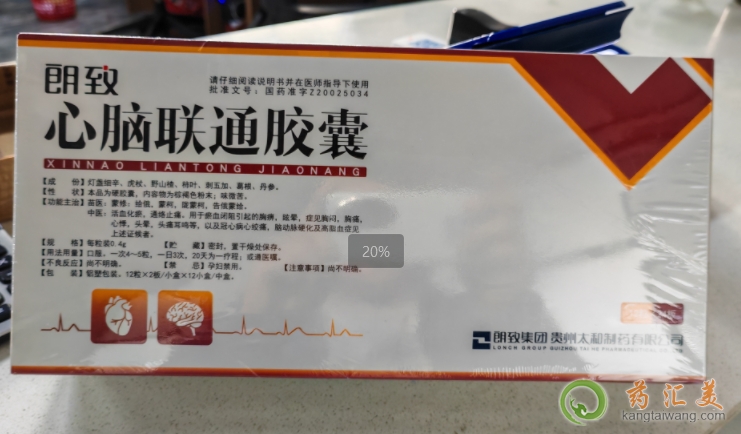 朗致
请仔细阅读说明书并在医师指导下使用
批准文号：国药准字Z20025034
心脑联通胶囊
XINNAO LIANTONG JIAONANG
【成 份】灯盏细辛、虎杖、野山楂、柿叶、刺五加、葛根、丹参。
【性 状】本品为硬胶囊，内容物为棕褐色粉末；味微苦。
【功能主治】苗医：
中医：活血化瘀，通络止痛。用于瘀血闭阻引起的胸痹，眩晕，症见胸闷，胸痛，
心悸，头晕，头痛耳鸣等，以及冠心病心绞痛，脑动脉硬化及高脂血症见
上述证候者。
【规 格】每粒装0.4g 【贮 藏】密封，置干燥处保存。
【用法用量】口服，一次4~5粒，一日3次，20天为一疗程；或遵医嘱。
【不良反应】尚不明确。 【禁 忌】孕妇禁用。 【注意事项】尚不明确。
【包 装】铝塑包装。12粒×2板/小盒×12小盒/中盒。
20%
朗致集团 贵州太和制药有限公司
药汇美
kangtaiwang.com